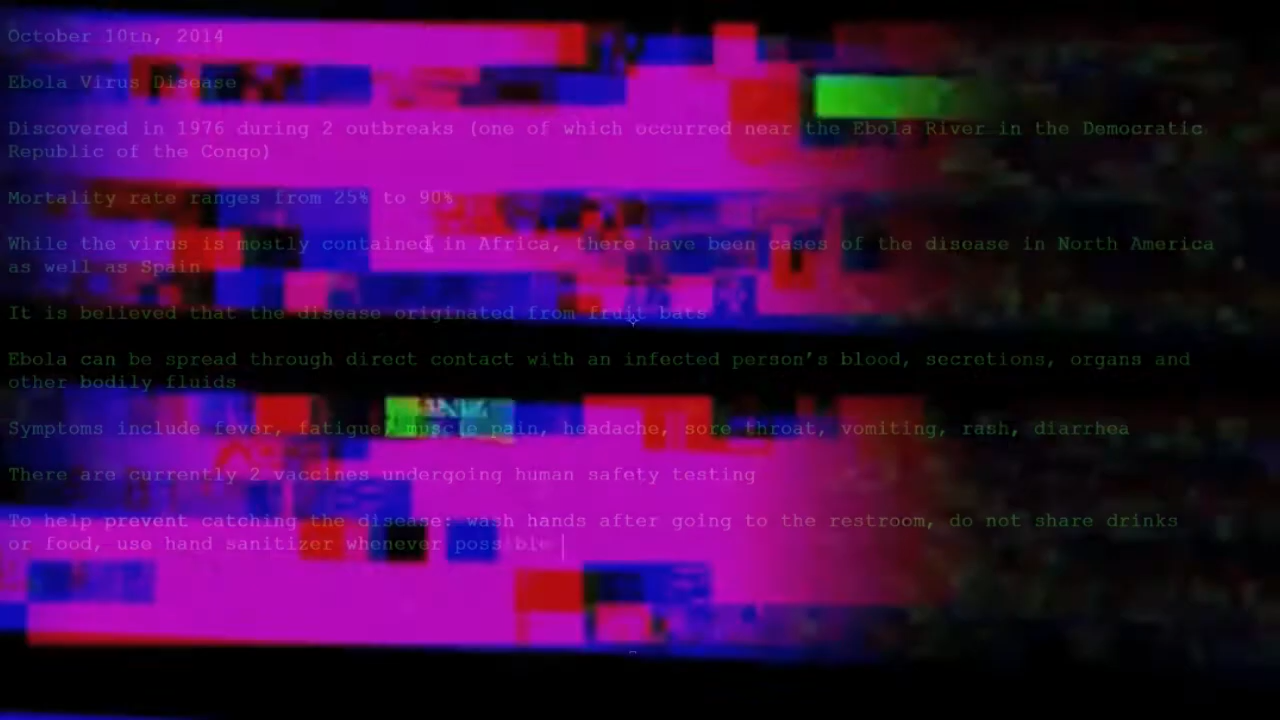 October 10th, 2014
Ebola Virus Disease
Discovered in 1976 during 2 outbreaks (one of which occurred near the Ebola River in the Democratic
Republic of the Congo)
Mortality rate ranges from 25% to 90%
While the virus is mostly contained in Africa, there have been cases of the disease in North America
as well as Spain
It is believed that the disease originated from fruit bats
Ebola can be spread through direct contact with an infected person's blood, secretions, organs and
other bodily fluids
Symptoms include fever, fatigue, muscle pain, headache, sore throat, vomiting, rash, diarrhea
There are currently 2 vaccines undergoing human safety testing
To help prevent catching the disease: wash hands after going to the restroom, do not share drinks
or food, use hand sanitizer whenever possible